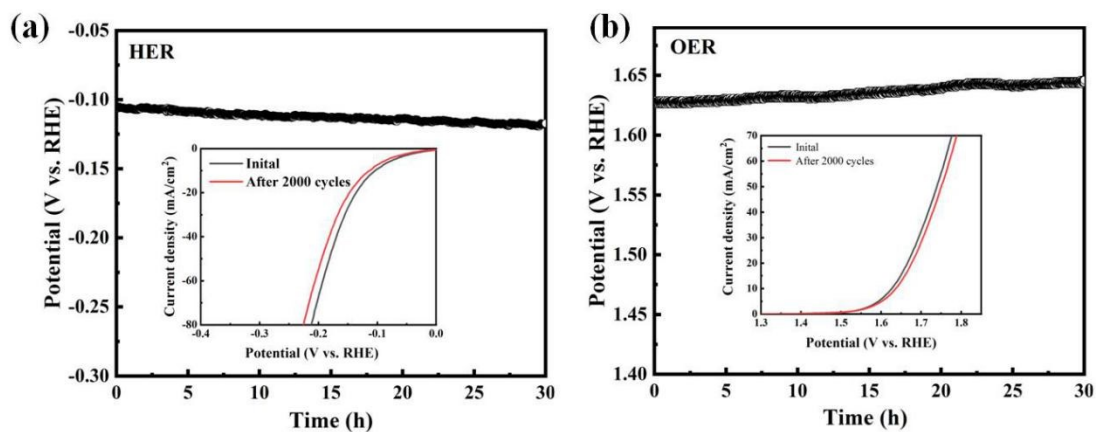 (a)
HER
-0.05
-0.10
-0.15
-0.20
-0.25
-0.30
Potential (V vs. RHE)
0 5 10 15 20 25 30
Time (h)
Inital
After 2000 cycles
0
-20
-40
-60
-80
Current density (mA/cm²)
-0.4 -0.3 -0.2 -0.1 0.0
Potential (V vs. RHE)
(b)
OER
1.65
1.60
1.55
1.50
1.45
1.40
Potential (V vs. RHE)
0 5 10 15 20 25 30
Time (h)
Inital
After 2000 cycles
70
60
50
40
30
20
10
0
Current density (mA/cm²)
1.3 1.4 1.5 1.6 1.7 1.8
Potential (V vs. RHE)